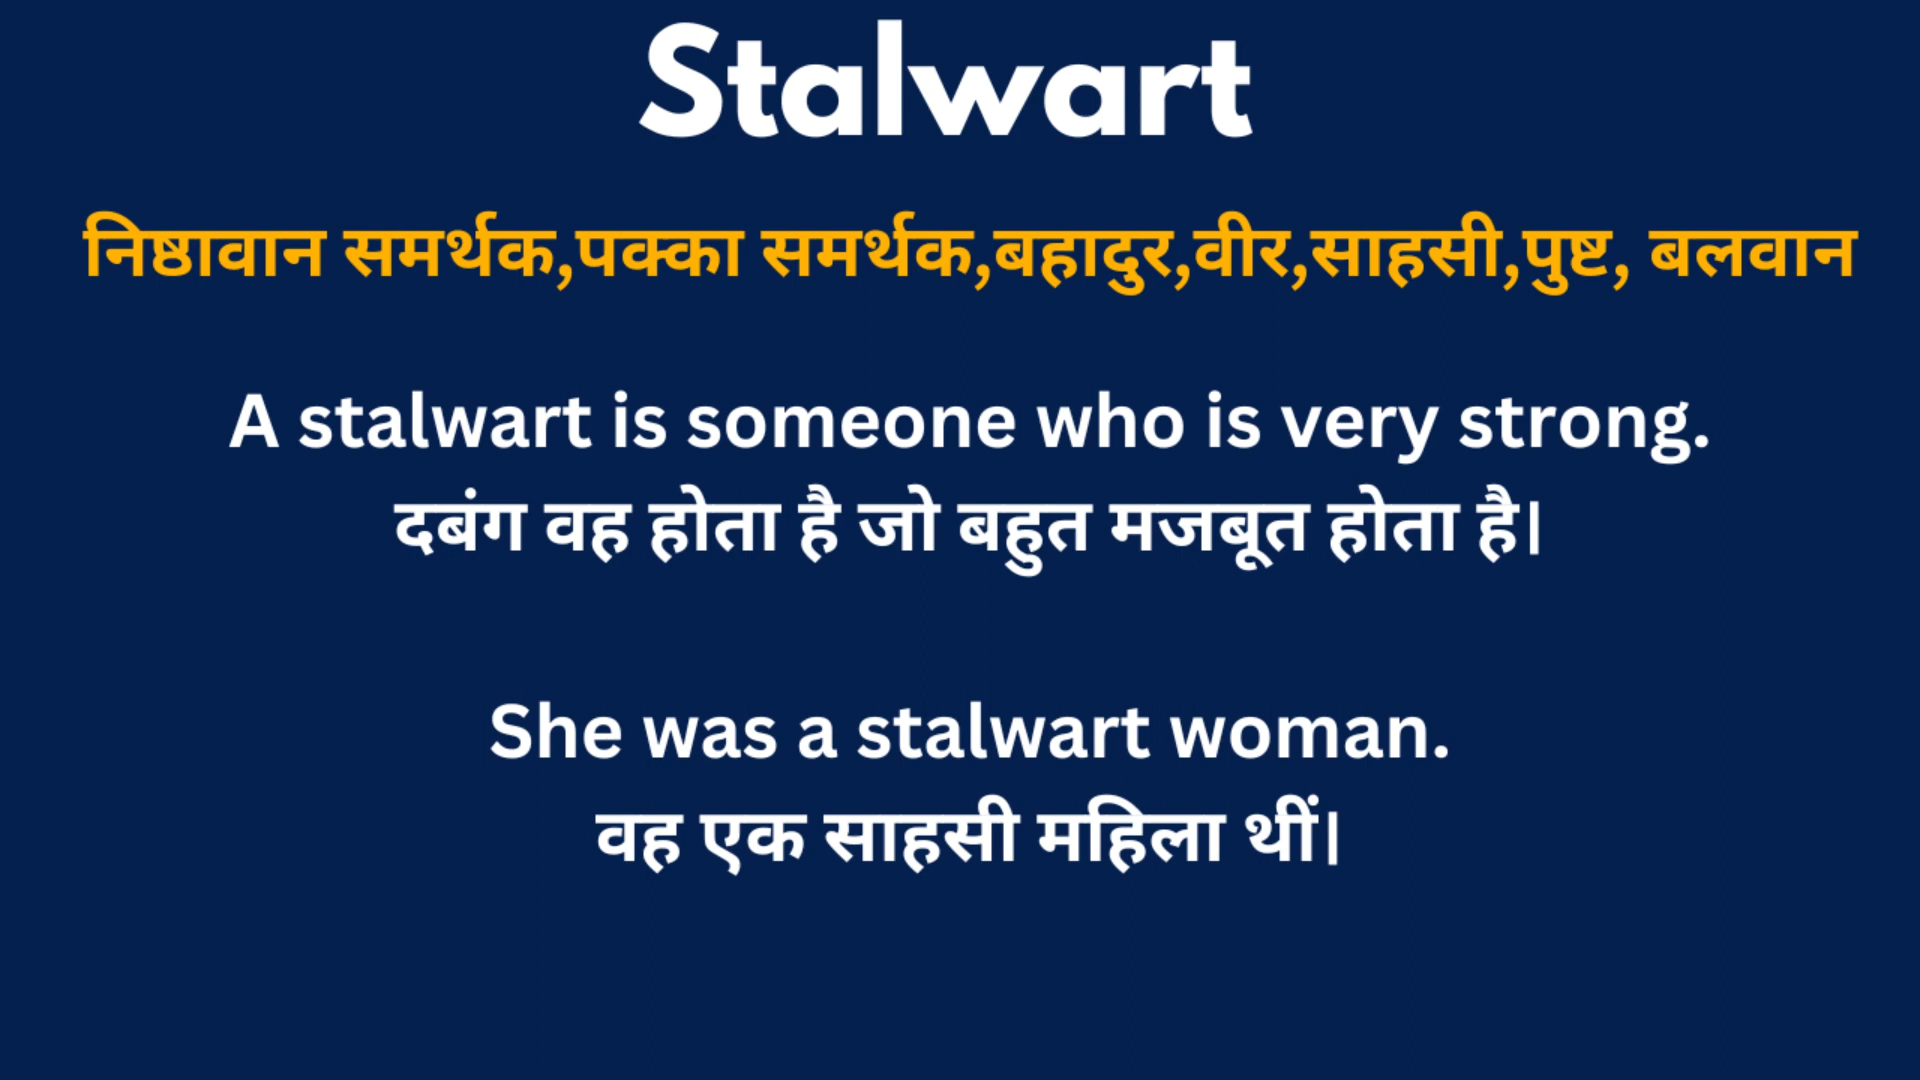 Stalwart
निष्ठावान समर्थक,पक्का समर्थक,बहादुर,वीर,साहसी,पुष्ट, बलवान
A stalwart is someone who is very strong.
दबंग वह होता है जो बहुत मजबूत होता है।
She was a stalwart woman.
वह एक साहसी महिला थीं।